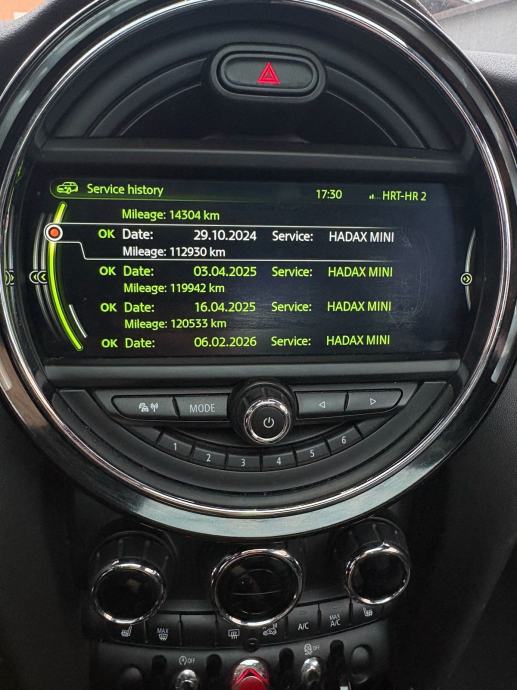 Service history 17:30 HRT-HR 2
Mileage: 14304 km
OK Date: 29.10.2024 Service: HADAX MINI
Mileage: 112930 km
OK Date: 03.04.2025 Service: HADAX MINI
Mileage: 119942 km
OK Date: 16.04.2025 Service: HADAX MINI
Mileage: 120533 km
OK Date: 06.02.2026 Service: HADAX MINI
MODE
1 2 3 4 5 6
MAX A/C MAX A/C
OFF OFF